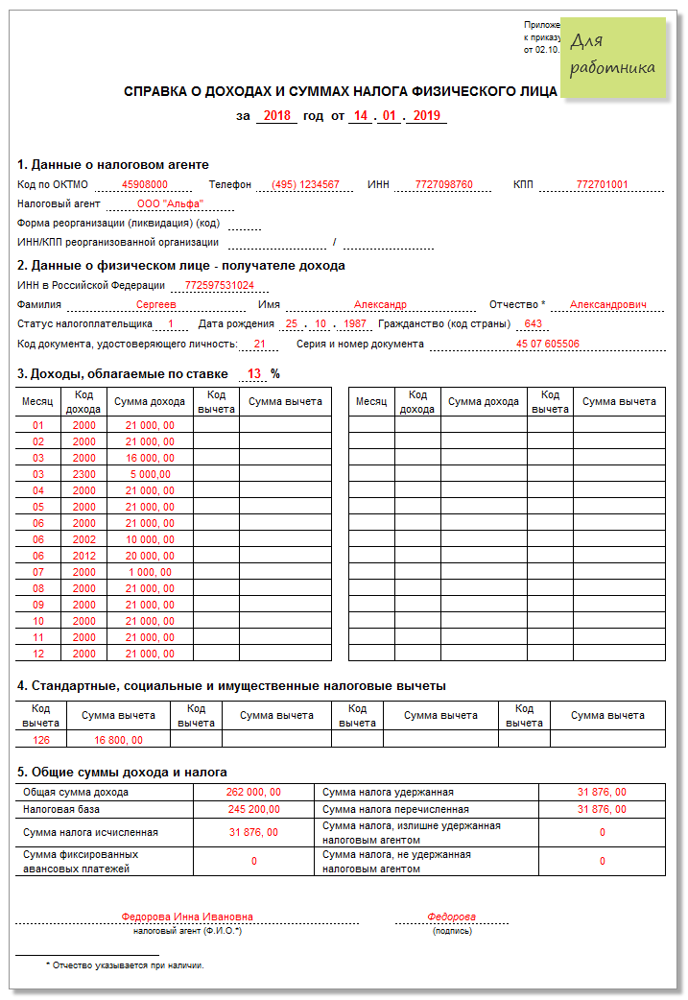 Приложе
к приказу
от 02.10.
Для
работника
СПРАВКА О ДОХОДАХ И СУММАХ НАЛОГА ФИЗИЧЕСКОГО ЛИЦА
за 2018 год от 14 . 01 . 2019
1. Данные о налоговом агенте
Код по ОКТМО 45908000 Телефон (495) 1234567 ИНН 7727098760 КПП 772701001
Налоговый агент ООО "Альфа"
Форма реорганизации (ликвидация) (код)
ИНН/КПП реорганизованной организации /
2. Данные о физическом лице - получателе дохода
ИНН в Российской Федерации 772597531024
Фамилия Сергеев Имя Александр Отчество * Александрович
Статус налогоплательщика 1 Дата рождения 25 . 10 . 1987 Гражданство (код страны) 643
Код документа, удостоверяющего личность: 21 Серия и номер документа 45 07 605506
3. Доходы, облагаемые по ставке 13 %
Месяц Код дохода Сумма дохода Код вычета Сумма вычета Месяц Код дохода Сумма дохода Код вычета Сумма вычета
01 2000 21 000, 00
02 2000 21 000, 00
03 2000 16 000, 00
03 2300 5 000,00
04 2000 21 000, 00
05 2000 21 000, 00
06 2000 21 000, 00
06 2002 10 000, 00
06 2012 20 000, 00
07 2000 1 000, 00
08 2000 21 000, 00
09 2000 21 000, 00
10 2000 21 000, 00
11 2000 21 000, 00
12 2000 21 000, 00
4. Стандартные, социальные и имущественные налоговые вычеты
Код вычета Сумма вычета Код вычета Сумма вычета Код вычета Сумма вычета Код вычета Сумма вычета
126 16 800, 00
5. Общие суммы дохода и налога
Общая сумма дохода 262 000, 00 Сумма налога удержанная 31 876, 00
Налоговая база 245 200,00 Сумма налога перечисленная 31 876, 00
Сумма налога исчисленная 31 876, 00 Сумма налога, излишне удержанная налоговым агентом 0
Сумма фиксированных авансовых платежей 0 Сумма налога, не удержанная налоговым агентом 0
Федорова Инна Ивановна Федорова
налоговый агент (Ф.И.О.*) (подпись)
* Отчество указывается при наличии.